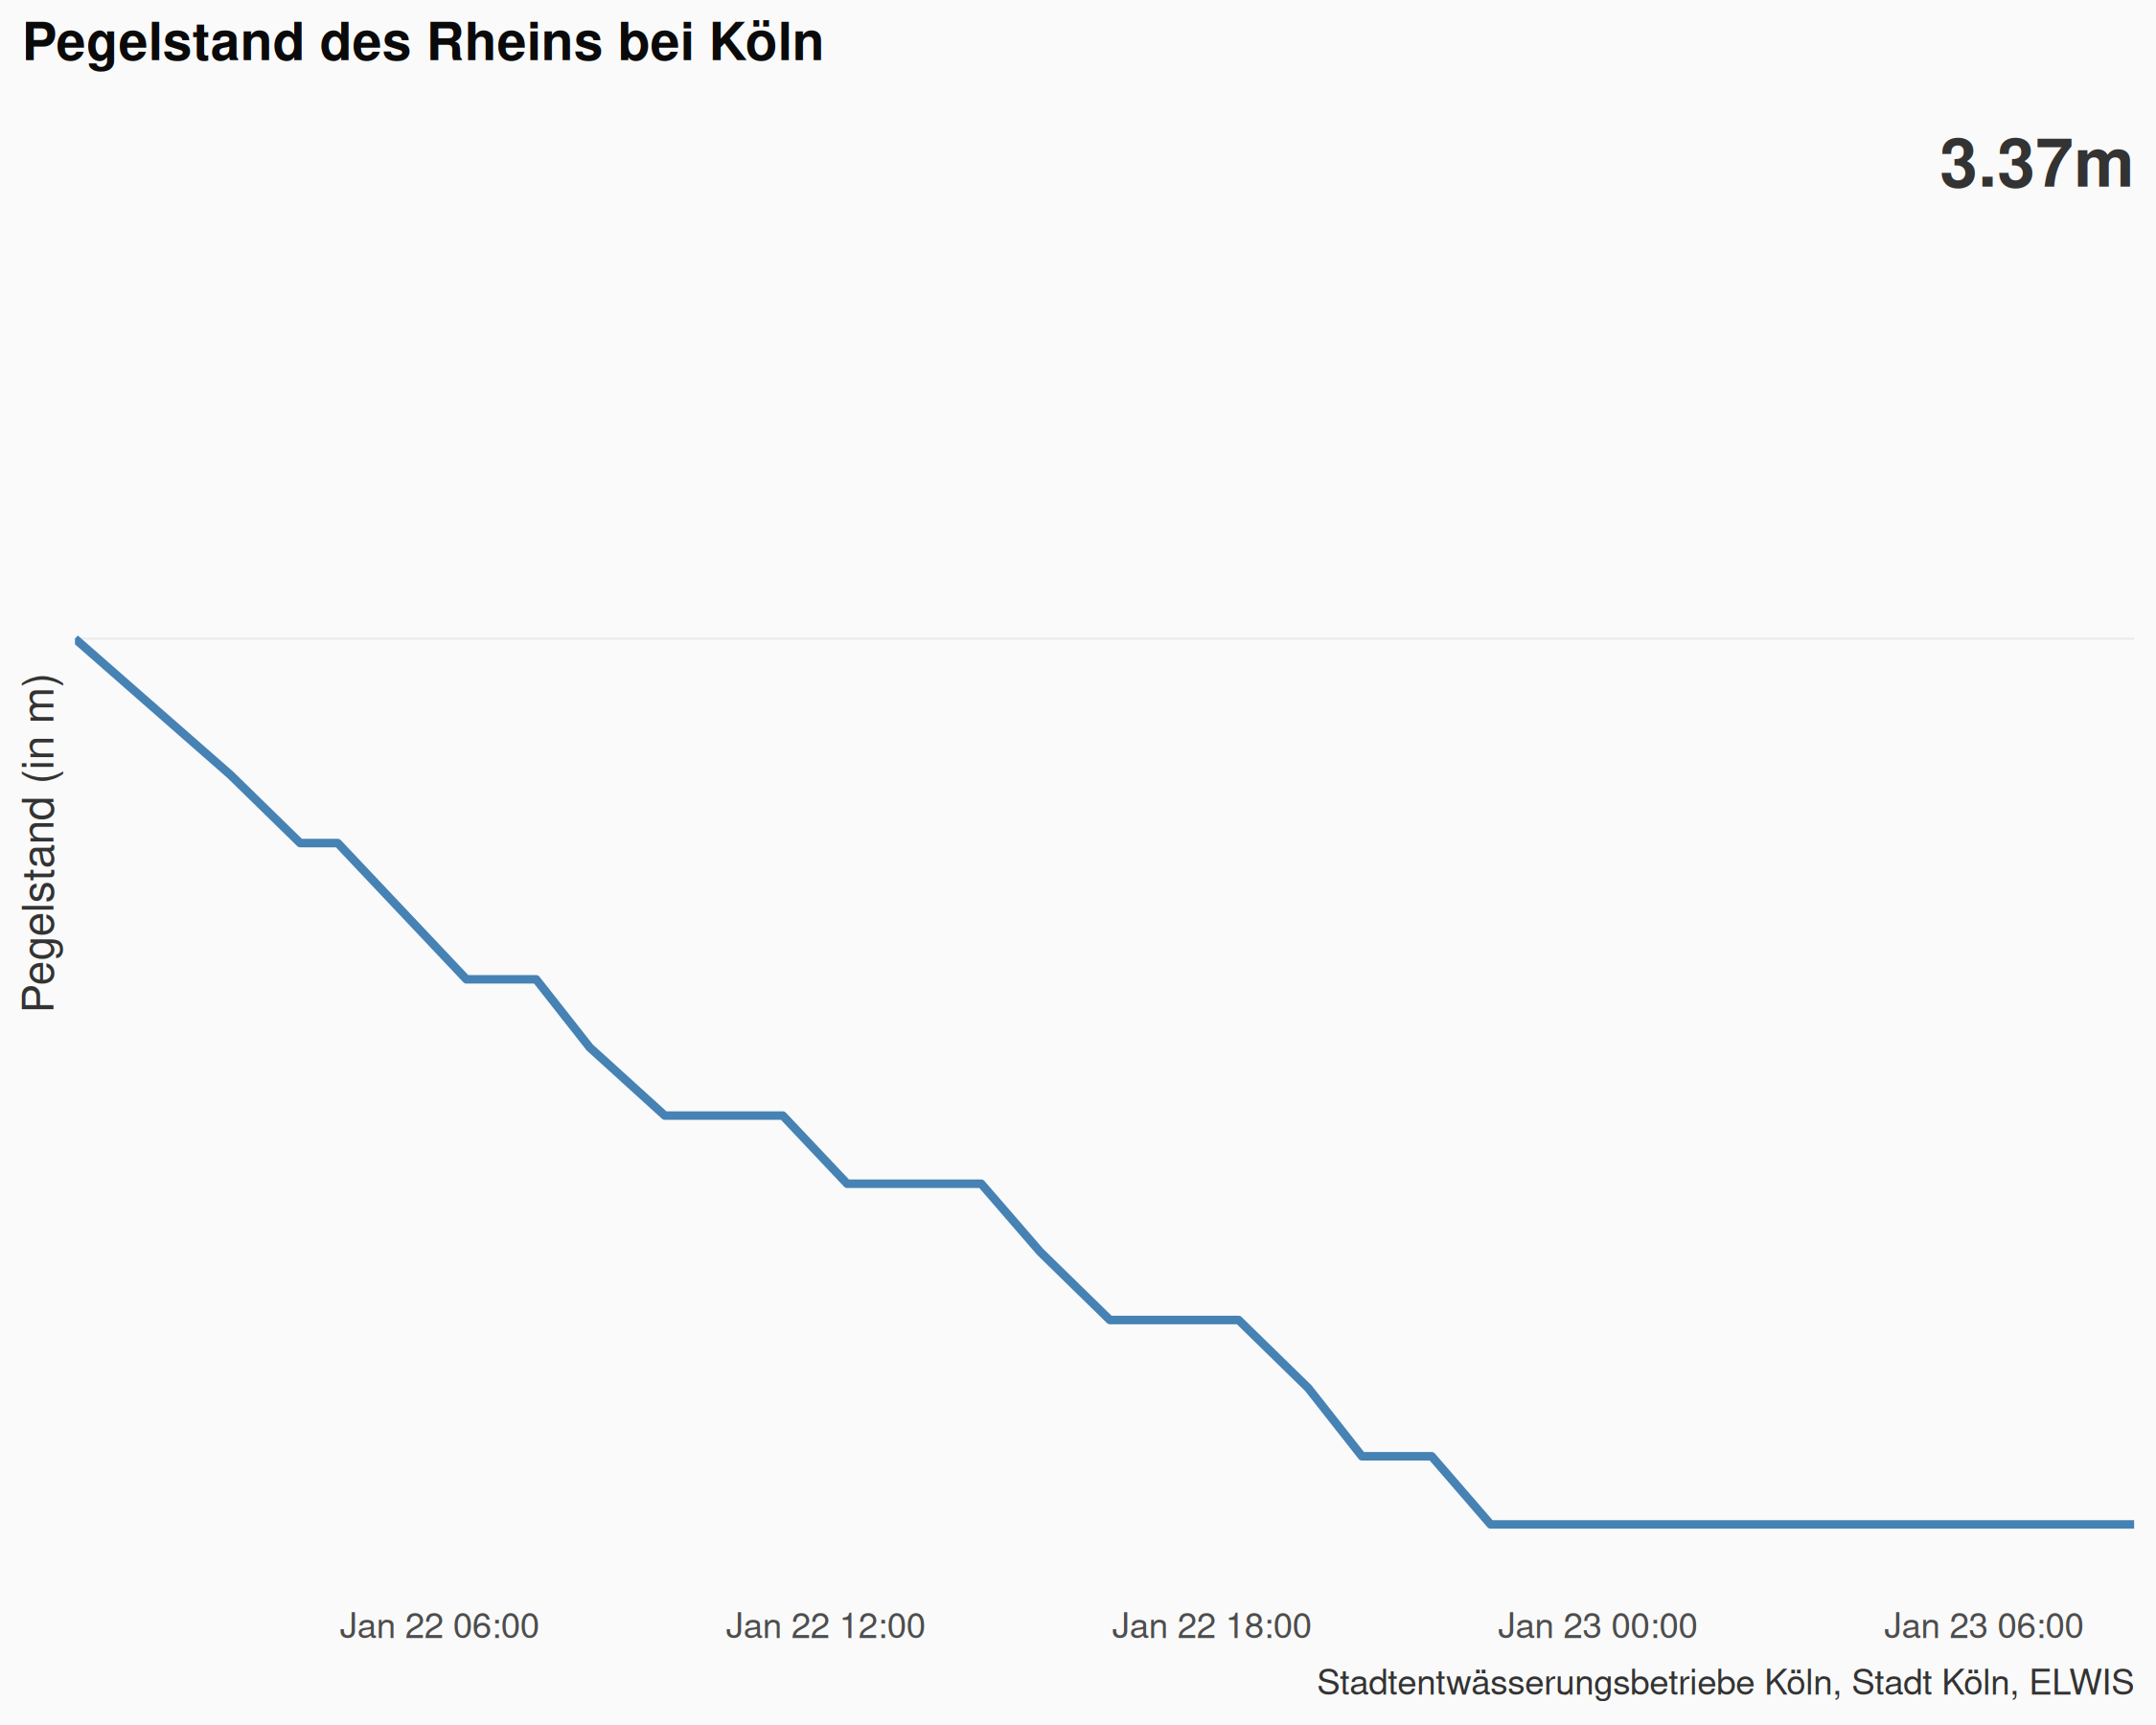 Pegelstand des Rheins bei Köln
3.37m
Pegelstand (in m)
Jan 22 06:00
Jan 22 12:00
Jan 22 18:00
Jan 23 00:00
Jan 23 06:00
Stadtentwässerungsbetriebe Köln, Stadt Köln, ELWIS